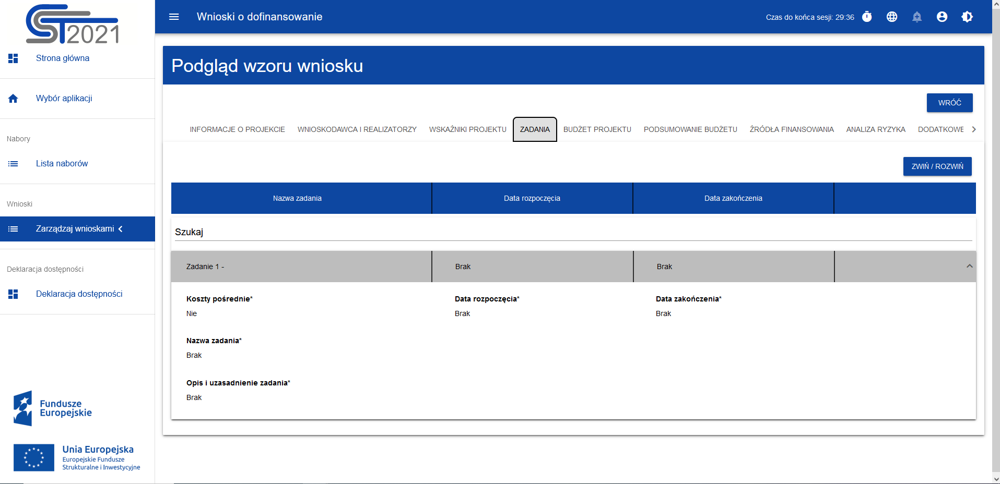 CST2021
Strona główna
Wybór aplikacji
Nabory
Lista naborów
Wnioski
Zarządzaj wnioskami
Deklaracja dostępności
Deklaracja dostępności
Fundusze
Europejskie
Unia Europejska
Europejskie Fundusze
Strukturalne i Inwestycyjne
Wnioski o dofinansowanie
Czas do końca sesji: 29:36
Podgląd wzoru wniosku
WRÓĆ
INFORMACJE O PROJEKCIE WNIOSKODAWCA I REALIZATORZY WSKAŹNIKI PROJEKTU ZADANIA BUDŻET PROJEKTU PODSUMOWANIE BUDŻETU ŹRÓDŁA FINANSOWANIA ANALIZA RYZYKA DODATKOWE
ZWIŃ / ROZWIŃ
Nazwa zadania Data rozpoczęcia Data zakończenia
Szukaj
Zadanie 1 - Brak Brak
Koszty pośrednie* Data rozpoczęcia* Data zakończenia*
Nie Brak Brak
Nazwa zadania*
Brak
Opis i uzasadnienie zadania*
Brak